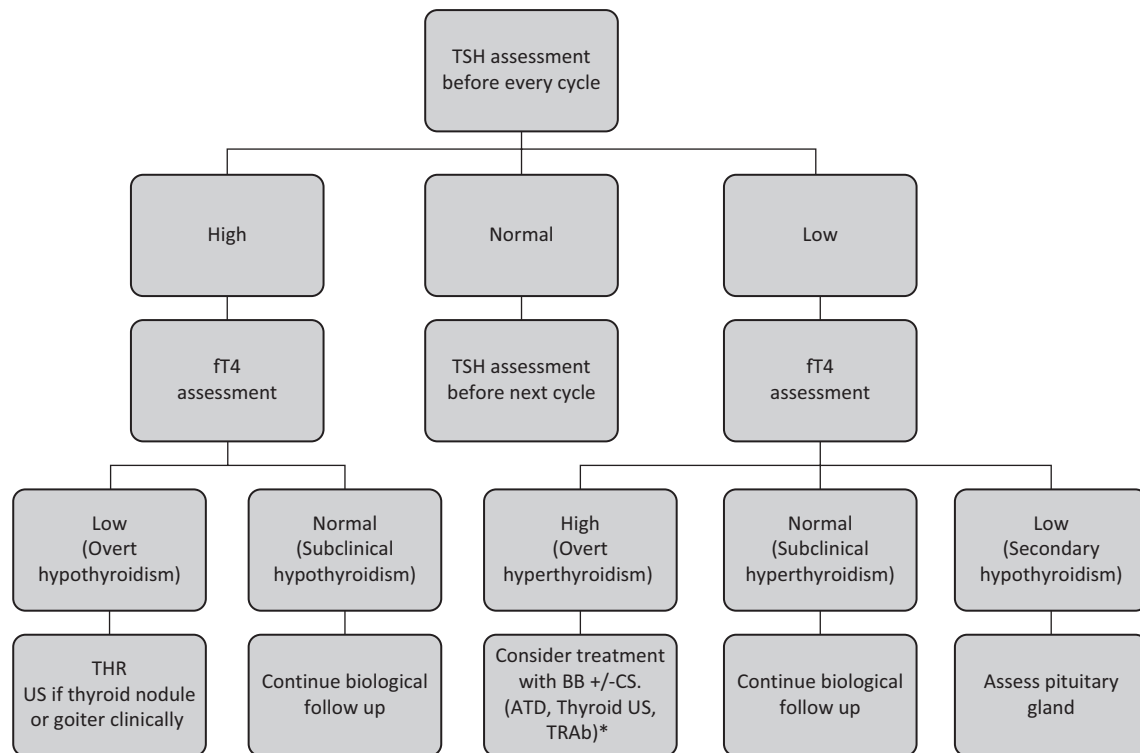 TSH assessment
before every cycle
High
Normal
Low
fT4
assessment
TSH assessment
before next cycle
fT4
assessment
Low
(Overt
hypothyroidism)
Normal
(Subclinical
hypothyroidism)
High
(Overt
hyperthyroidism)
Normal
(Subclinical
hyperthyroidism)
Low
(Secondary
hypothyroidism)
THR
US if thyroid nodule
or goiter clinically
Continue biological
follow up
Consider treatment
with BB +/-CS.
(ATD, Thyroid US,
TRAb)*
Continue biological
follow up
Assess pituitary
gland